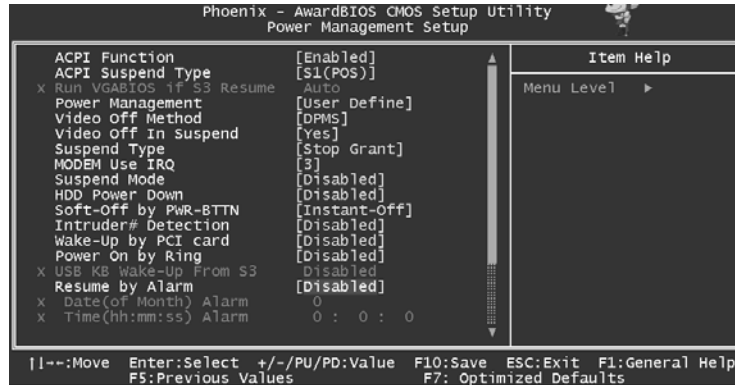 Phoenix - AwardBIOS CMOS Setup Utility
Power Management Setup
ACPI Function [Enabled]
ACPI Suspend Type [S1(POS)]
x Run VGABIOS if S3 Resume Auto
Power Management [User Define]
Video Off Method [DPMS]
Video Off In Suspend [Yes]
Suspend Type [Stop Grant]
MODEM Use IRQ [3]
Suspend Mode [Disabled]
HDD Power Down [Disabled]
Soft-Off by PWR-BTTN [Instant-Off]
Intruder# Detection [Disabled]
Wake-Up by PCI card [Disabled]
Power On by Ring [Disabled]
x USB KB Wake-Up From S3 Disabled
Resume by Alarm [Disabled]
x Date(of Month) Alarm 0
x Time(hh:mm:ss) Alarm 0 : 0 : 0
Item Help
Menu Level ▶
↑↓→←:Move Enter:Select +/-/PU/PD:Value F10:Save ESC:Exit F1:General Help
F5:Previous Values F7: Optimized Defaults